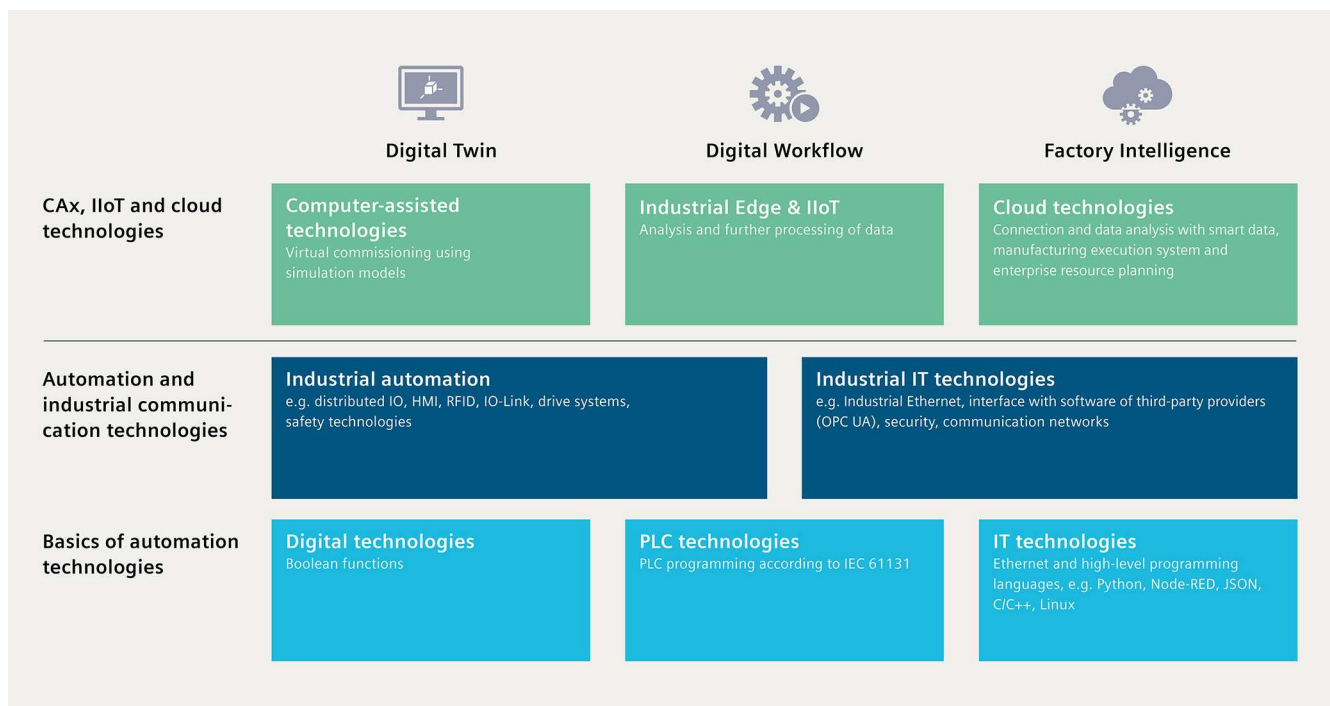 Digital Twin
Digital Workflow
Factory Intelligence
CAx, IIoT and cloud
technologies
Computer-assisted
technologies
Virtual commissioning using
simulation models
Industrial Edge & IIoT
Analysis and further processing of data
Cloud technologies
Connection and data analysis with smart data,
manufacturing execution system and
enterprise resource planning
Automation and
industrial communi-
cation technologies
Industrial automation
e.g. distributed IO, HMI, RFID, IO-Link, drive systems,
safety technologies
Industrial IT technologies
e.g. Industrial Ethernet, interface with software of third-party providers
(OPC UA), security, communication networks
Basics of automation
technologies
Digital technologies
Boolean functions
PLC technologies
PLC programming according to IEC 61131
IT technologies
Ethernet and high-level programming
languages, e.g. Python, Node-RED, JSON,
C/C++, Linux